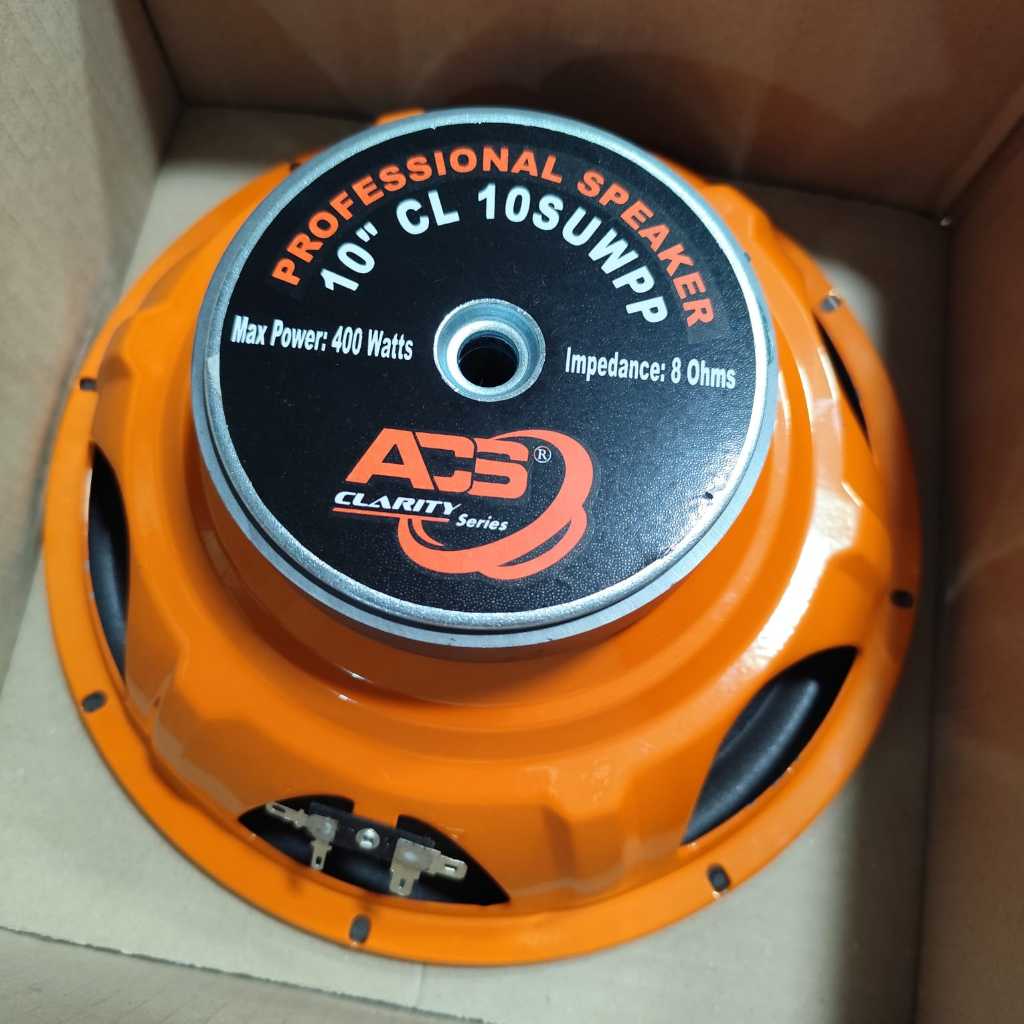 PROFESSIONAL SPEAKER
10" CL 10SUWPP
Max Power: 400 Watts
Impedance: 8 Ohms
ACS®
CLARITY
Series